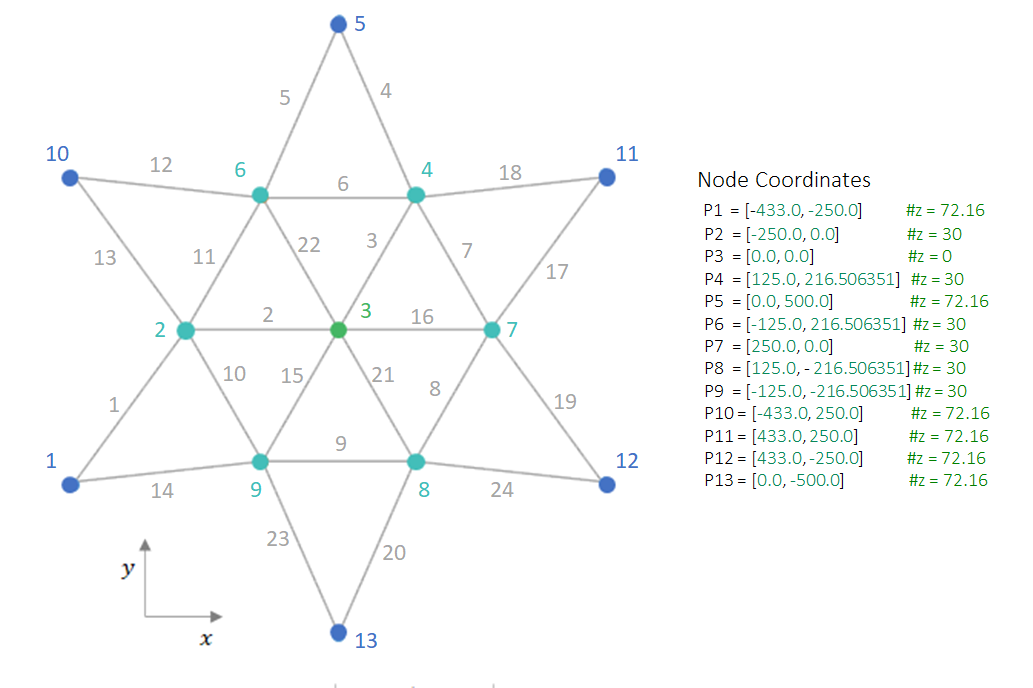 5
5
4
10
11
12
6
4
18
6
22
3
7
13
11
17
3
2
2
16
7
10
15
21
8
1
19
9
1
12
14
9
8
24
23
20
y
x
13
Node Coordinates
P1 = [-433.0, -250.0] #z = 72.16
P2 = [-250.0, 0.0] #z = 30
P3 = [0.0, 0.0] #z = 0
P4 = [125.0, 216.506351] #z = 30
P5 = [0.0, 500.0] #z = 72.16
P6 = [-125.0, 216.506351] #z = 30
P7 = [250.0, 0.0] #z = 30
P8 = [125.0, - 216.506351] #z = 30
P9 = [-125.0, -216.506351] #z = 30
P10 = [-433.0, 250.0] #z = 72.16
P11 = [433.0, 250.0] #z = 72.16
P12 = [433.0, -250.0] #z = 72.16
P13 = [0.0, -500.0] #z = 72.16